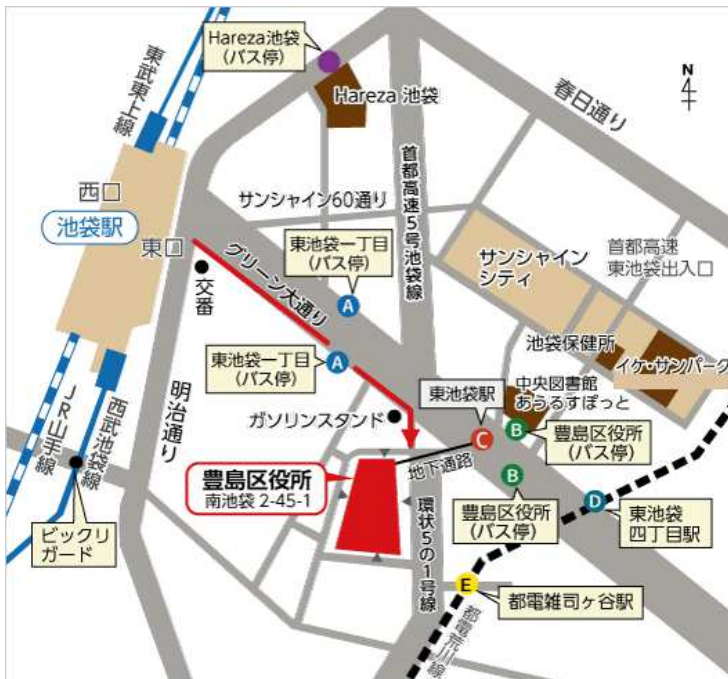 Hareza池袋
(バス停)
Hareza 池袋
N
東武東上線
春日通り
首都高速5号池袋線
西口
池袋駅
東口
サンシャイン60通り
東池袋一丁目
(バス停)
A
グリーン大通り
交番
サンシャイン
シティ
首都高速
東池袋出入口
池袋保健所
イケ・サンパーク
東池袋一丁目
(バス停)
A
中央図書館
あうるすぽっと
東池袋駅
C
B
豊島区役所
(バス停)
ガソリンスタンド
明治通り
JR山手線
西武池袋線
地下通路
豊島区役所
南池袋 2-45-1
B
豊島区役所
(バス停)
D
東池袋
四丁目駅
環状5の1号線
ビックリ
ガード
E
都電雑司ヶ谷駅
都電荒川線